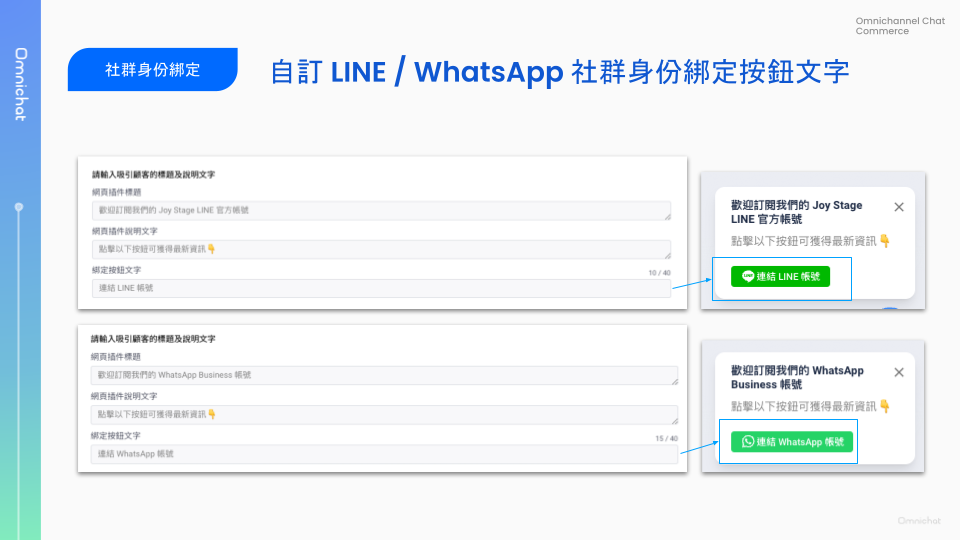 Omnichannel Chat
Commerce
Omnichat
社群身份綁定
自訂 LINE / WhatsApp 社群身份綁定按鈕文字
請輸入吸引顧客的標題及說明文字
網頁插件標題
歡迎訂閱我們的 Joy Stage LINE 官方帳號
網頁插件說明文字
點擊以下按鈕可獲得最新資訊👇
綁定按鈕文字
10 / 40
連結 LINE 帳號
歡迎訂閱我們的 Joy Stage
LINE 官方帳號
點擊以下按鈕可獲得最新資訊👇
LINE 連結 LINE 帳號
請輸入吸引顧客的標題及說明文字
網頁插件標題
歡迎訂閱我們的 WhatsApp Business 帳號
網頁插件說明文字
點擊以下按鈕可獲得最新資訊👇
綁定按鈕文字
15 / 40
連結 WhatsApp 帳號
歡迎訂閱我們的 WhatsApp
Business 帳號
點擊以下按鈕可獲得最新資訊👇
連結 WhatsApp 帳號
Omnichat